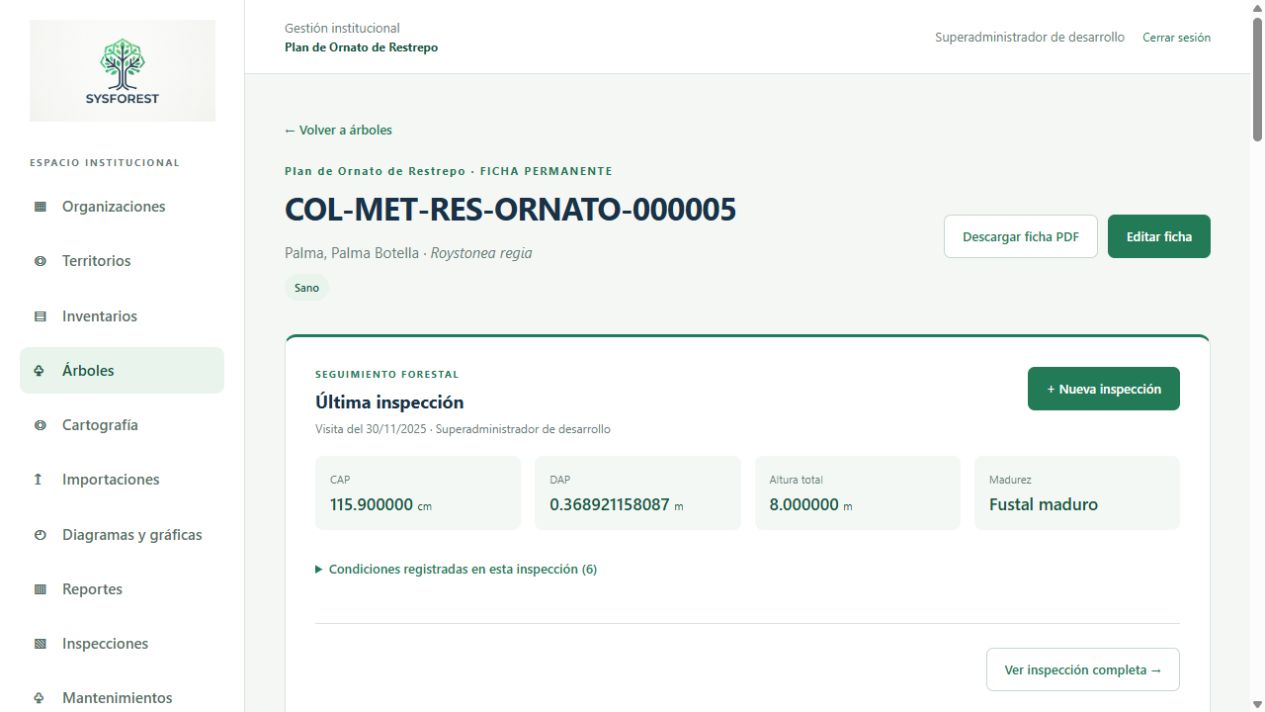 SYSFOREST
ESPACIO INSTITUCIONAL
Organizaciones
Territorios
Inventarios
Árboles
Cartografía
Importaciones
Diagramas y gráficas
Reportes
Inspecciones
Mantenimientos
Gestión institucional
Plan de Ornato de Restrepo
Superadministrador de desarrollo Cerrar sesión
← Volver a árboles
Plan de Ornato de Restrepo · FICHA PERMANENTE
COL-MET-RES-ORNATO-000005
Palma, Palma Botella · Roystonea regia
Sano
Descargar ficha PDF Editar ficha
SEGUIMIENTO FORESTAL
Última inspección
Visita del 30/11/2025 · Superadministrador de desarrollo
+ Nueva inspección
CAP
115.900000 cm
DAP
0.368921158087 m
Altura total
8.000000 m
Madurez
Fustal maduro
▶ Condiciones registradas en esta inspección (6)
Ver inspección completa →